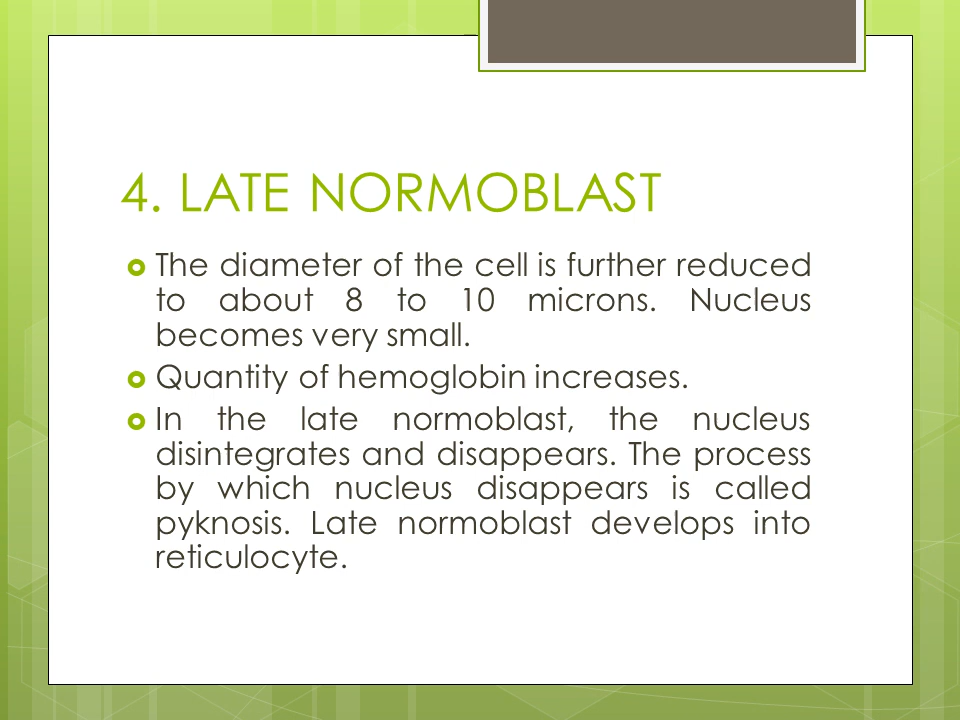 4. LATE NORMOBLAST
The diameter of the cell is further reduced
to about 8 to 10 microns. Nucleus
becomes very small.
Quantity of hemoglobin increases.
In the late normoblast, the nucleus
disintegrates and disappears. The process
by which nucleus disappears is called
pyknosis. Late normoblast develops into
reticulocyte.